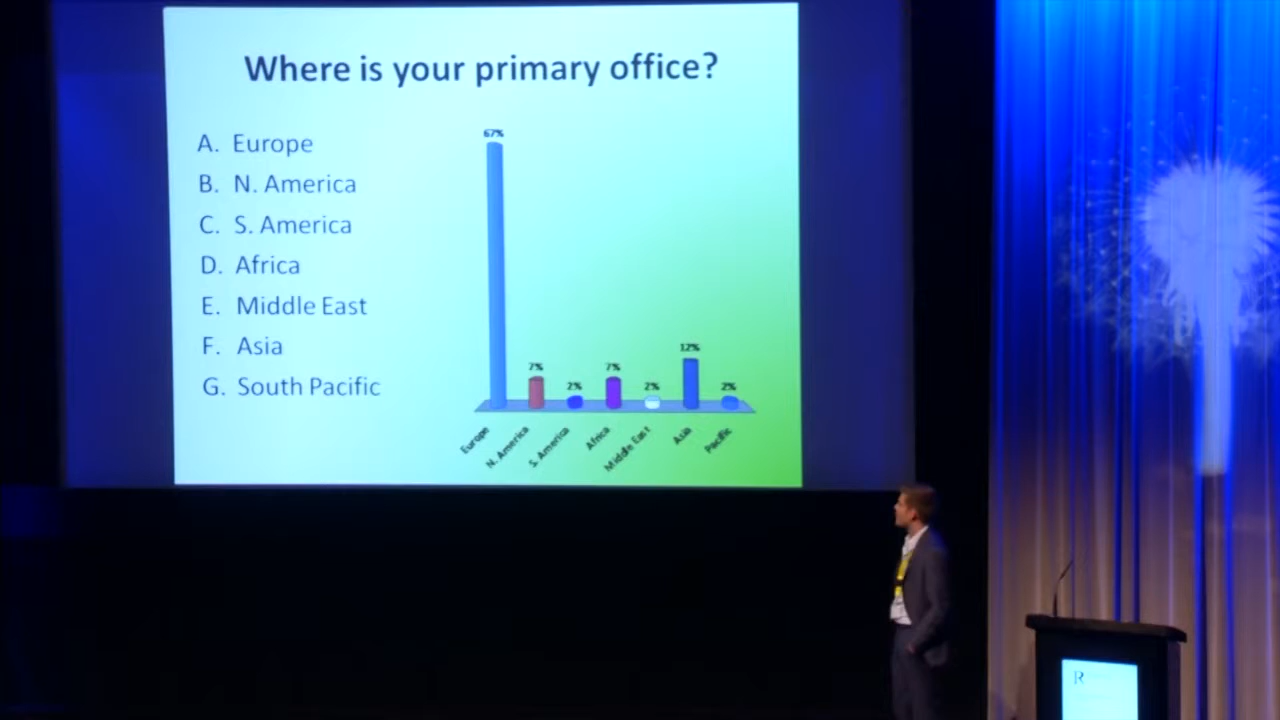 Where is your primary office?
A. Europe
B. N. America
C. S. America
D. Africa
E. Middle East
F. Asia
G. South Pacific
67%
7%
2%
7%
2%
12%
2%
Europe
N. America
S. America
Africa
Middle East
Asia
Pacific
R